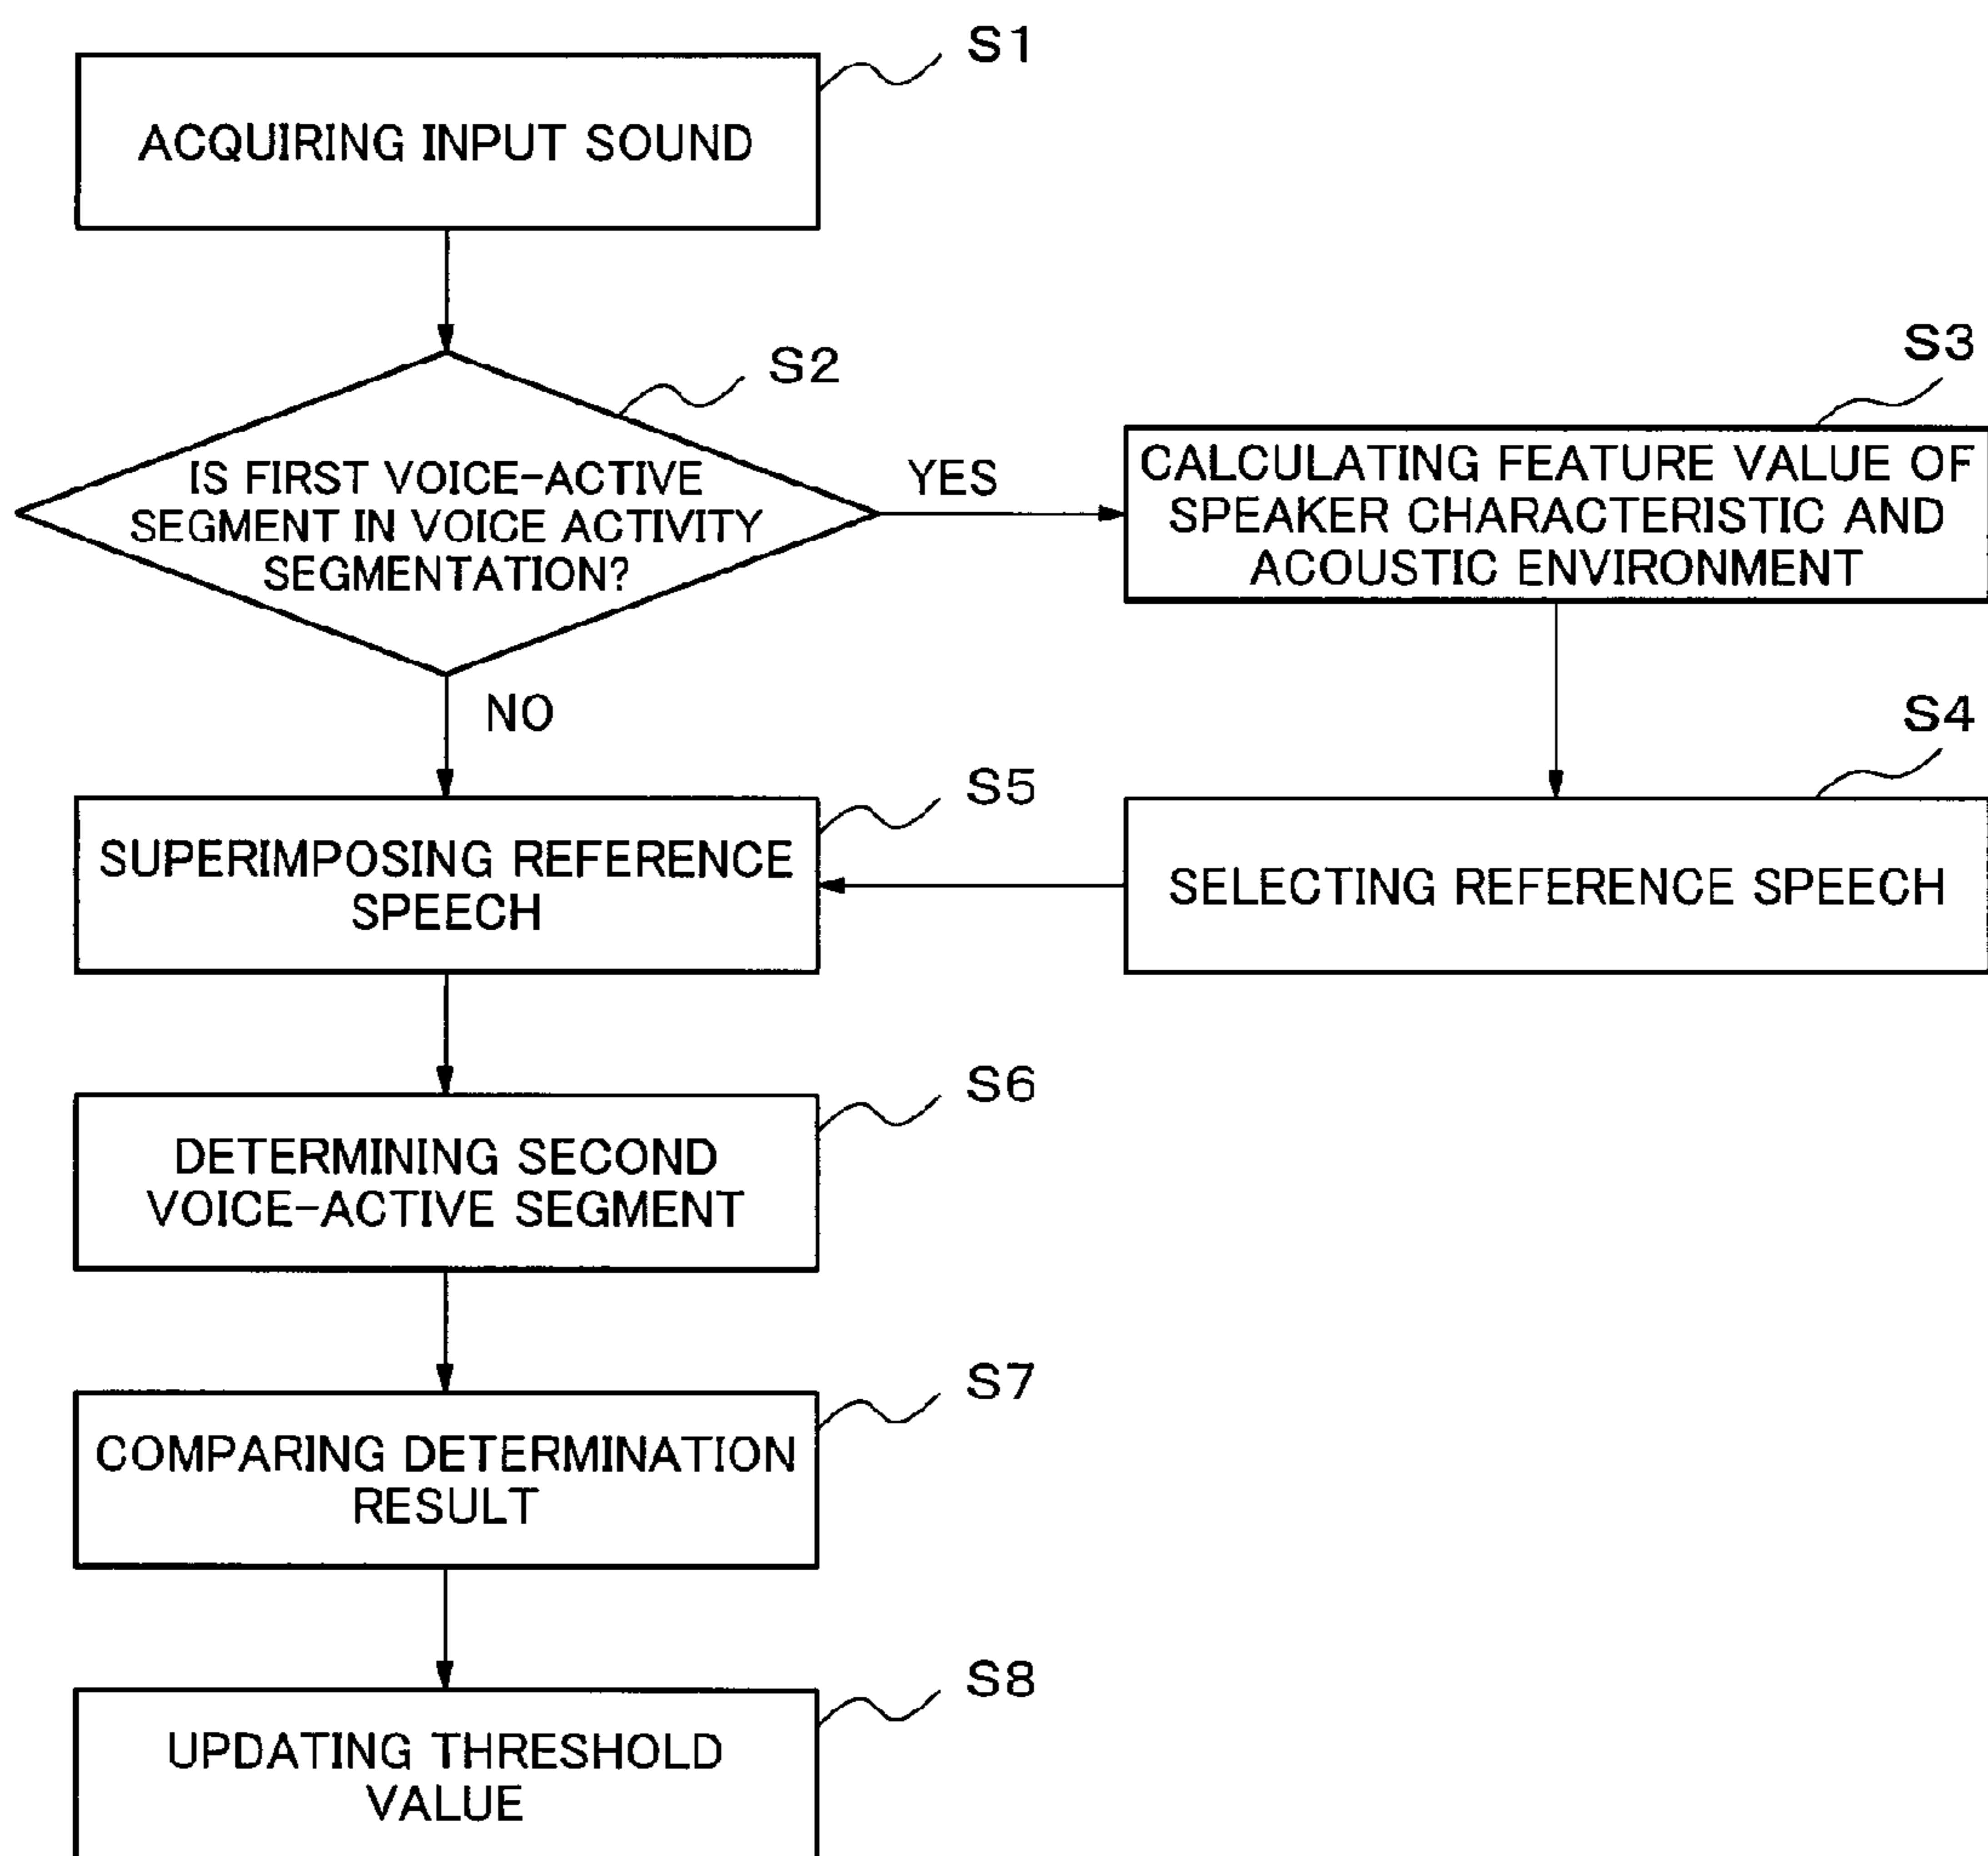 S1
ACQUIRING INPUT SOUND
S2
IS FIRST VOICE-ACTIVE
SEGMENT IN VOICE ACTIVITY
SEGMENTATION?
YES
NO
S3
CALCULATING FEATURE VALUE OF
SPEAKER CHARACTERISTIC AND
ACOUSTIC ENVIRONMENT
S4
SELECTING REFERENCE SPEECH
S5
SUPERIMPOSING REFERENCE
SPEECH
S6
DETERMINING SECOND
VOICE-ACTIVE SEGMENT
S7
COMPARING DETERMINATION
RESULT
S8
UPDATING THRESHOLD
VALUE